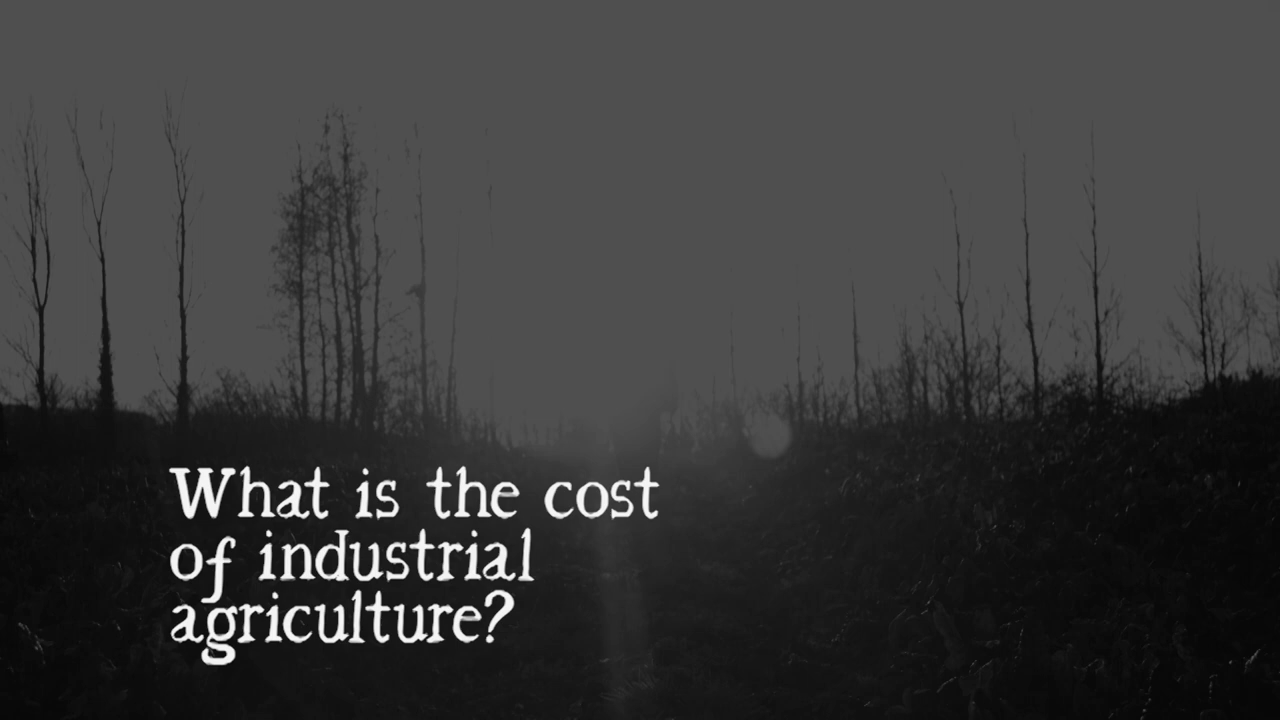 What is the cost
of industrial
agriculture?